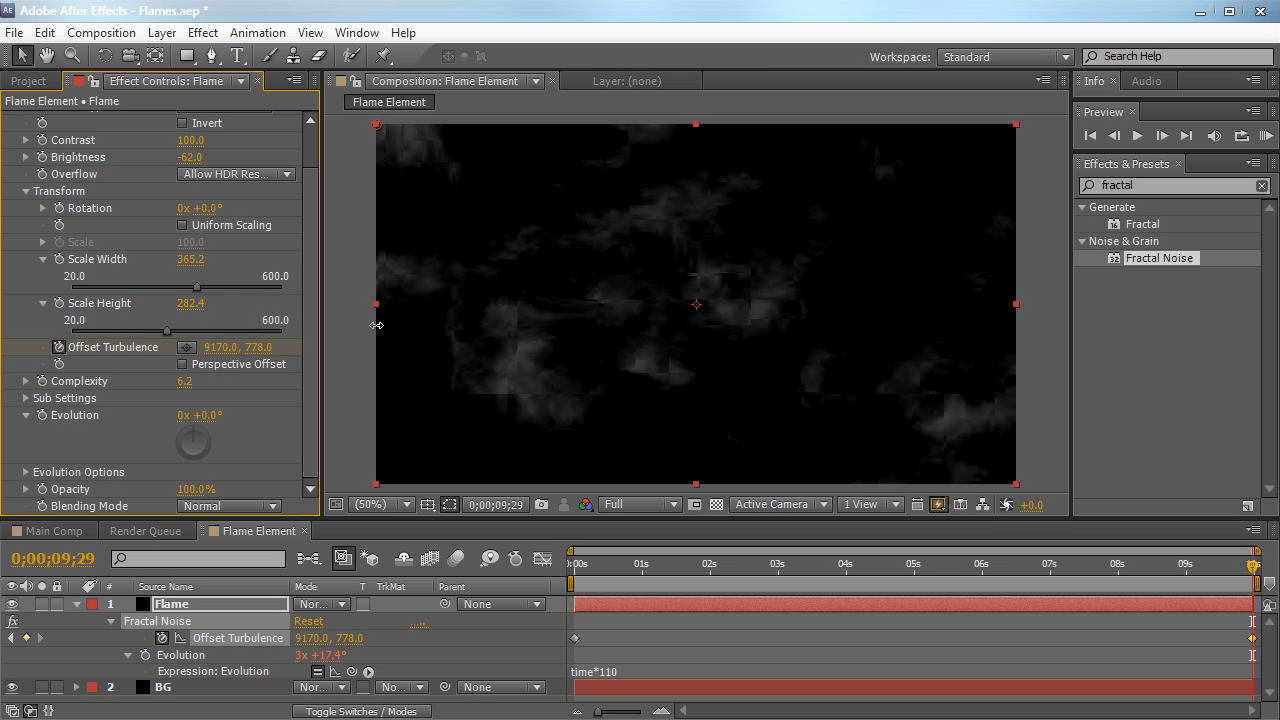 Adobe After Effects - Flames.aep *
File Edit Composition Layer Effect Animation View Window Help
Workspace: Standard Search Help
Project Effect Controls: Flame Composition: Flame Element Layer: (none) Info Audio
Flame Element • Flame
Flame Element
Preview
Invert
Contrast 100.0
Brightness -62.0
Overflow Allow HDR Res...
Transform
Rotation 0x +0.0°
Uniform Scaling
Scale 100.0
Scale Width 365.2
20.0 600.0
Scale Height 282.4
20.0 600.0
Offset Turbulence 9170.0, 778.0
Perspective Offset
Complexity 6.2
Sub Settings
Evolution 0x +0.0°
Evolution Options
Opacity 100.0%
Blending Mode Normal
(50%) 0;00;09;29 Full Active Camera 1 View +0.0
Effects & Presets
fractal
Generate
Fractal
Noise & Grain
Fractal Noise
Main Comp Render Queue Flame Element
0;00;09;29
0:00s 01s 02s 03s 04s 05s 06s 07s 08s 09s
# Source Name Mode T TrkMat Parent
1 Flame Nor... None
fx Fractal Noise Reset .....
Offset Turbulence 9170.0, 778.0
Evolution 3x +17.4°
Expression: Evolution time*110
2 BG Nor... No... None
Toggle Switches / Modes